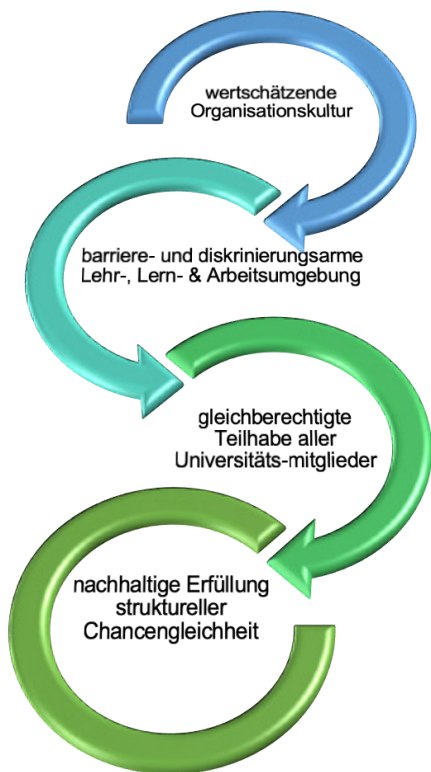 wertschätzende
Organisationskultur
barriere- und diskrinierungsarme
Lehr-, Lern- & Arbeitsumgebung
gleichberechtigte
Teilhabe aller
Universitäts-mitglieder
nachhaltige Erfüllung
struktureller
Chancengleichheit